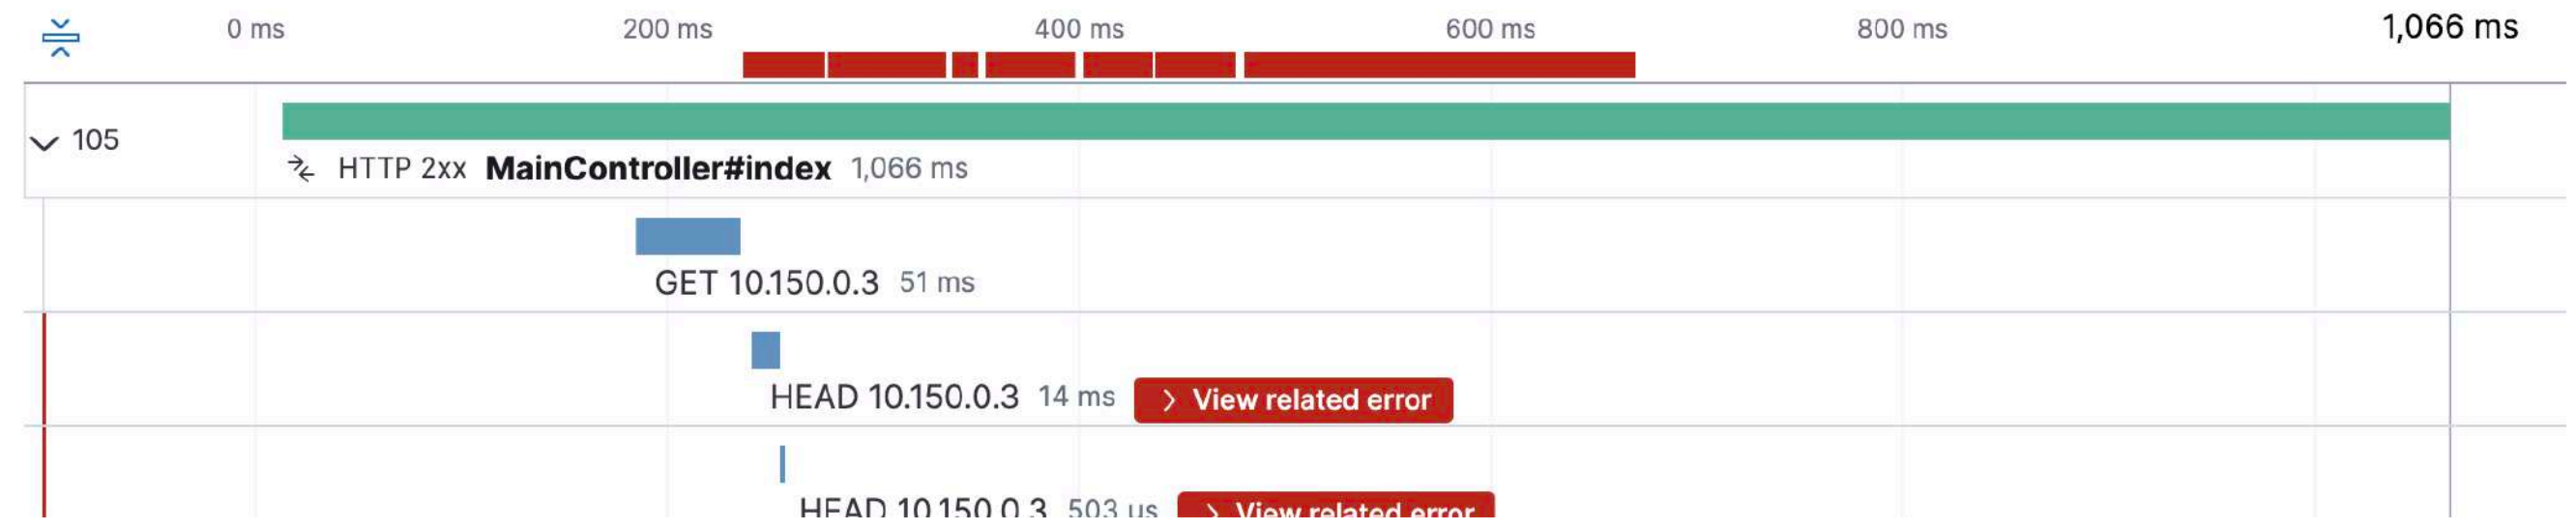 0 ms 200 ms 400 ms 600 ms 800 ms 1,066 ms
105
HTTP 2xx MainController#index 1,066 ms
GET 10.150.0.3 51 ms
HEAD 10.150.0.3 14 ms View related error
HEAD 10.150.0.3 503 us View related error